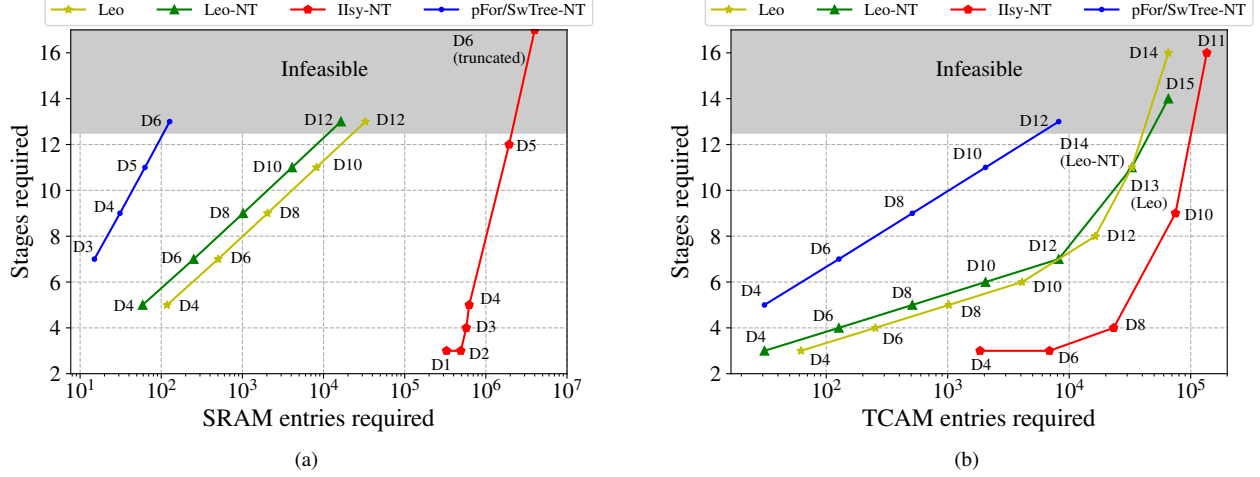 Leo Leo-NT IIsy-NT pFor/SwTree-NT
Stages required
16
14
12
10
8
6
4
2
Infeasible
D6
(truncated)
D6
D5
D4
D3
D12
D10
D8
D6
D4
D12
D10
D8
D6
D4
D5
D4
D3
D2
D1
10^1 10^2 10^3 10^4 10^5 10^6 10^7
SRAM entries required
(a)
Leo Leo-NT IIsy-NT pFor/SwTree-NT
Stages required
16
14
12
10
8
6
4
2
Infeasible
D14
D11
D15
D12
D10
D8
D6
D4
D14
(Leo-NT)
D13
(Leo)
D12
D10
D8
D6
D4
D12
D10
D8
D6
D4
D10
D8
D6
D4
10^2 10^3 10^4 10^5
TCAM entries required
(b)